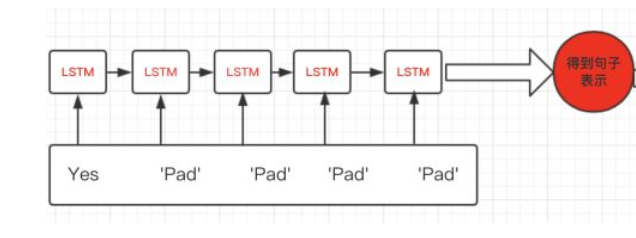 LSTM LSTM LSTM LSTM LSTM
得到句子
表示
Yes 'Pad' 'Pad' 'Pad' 'Pad'